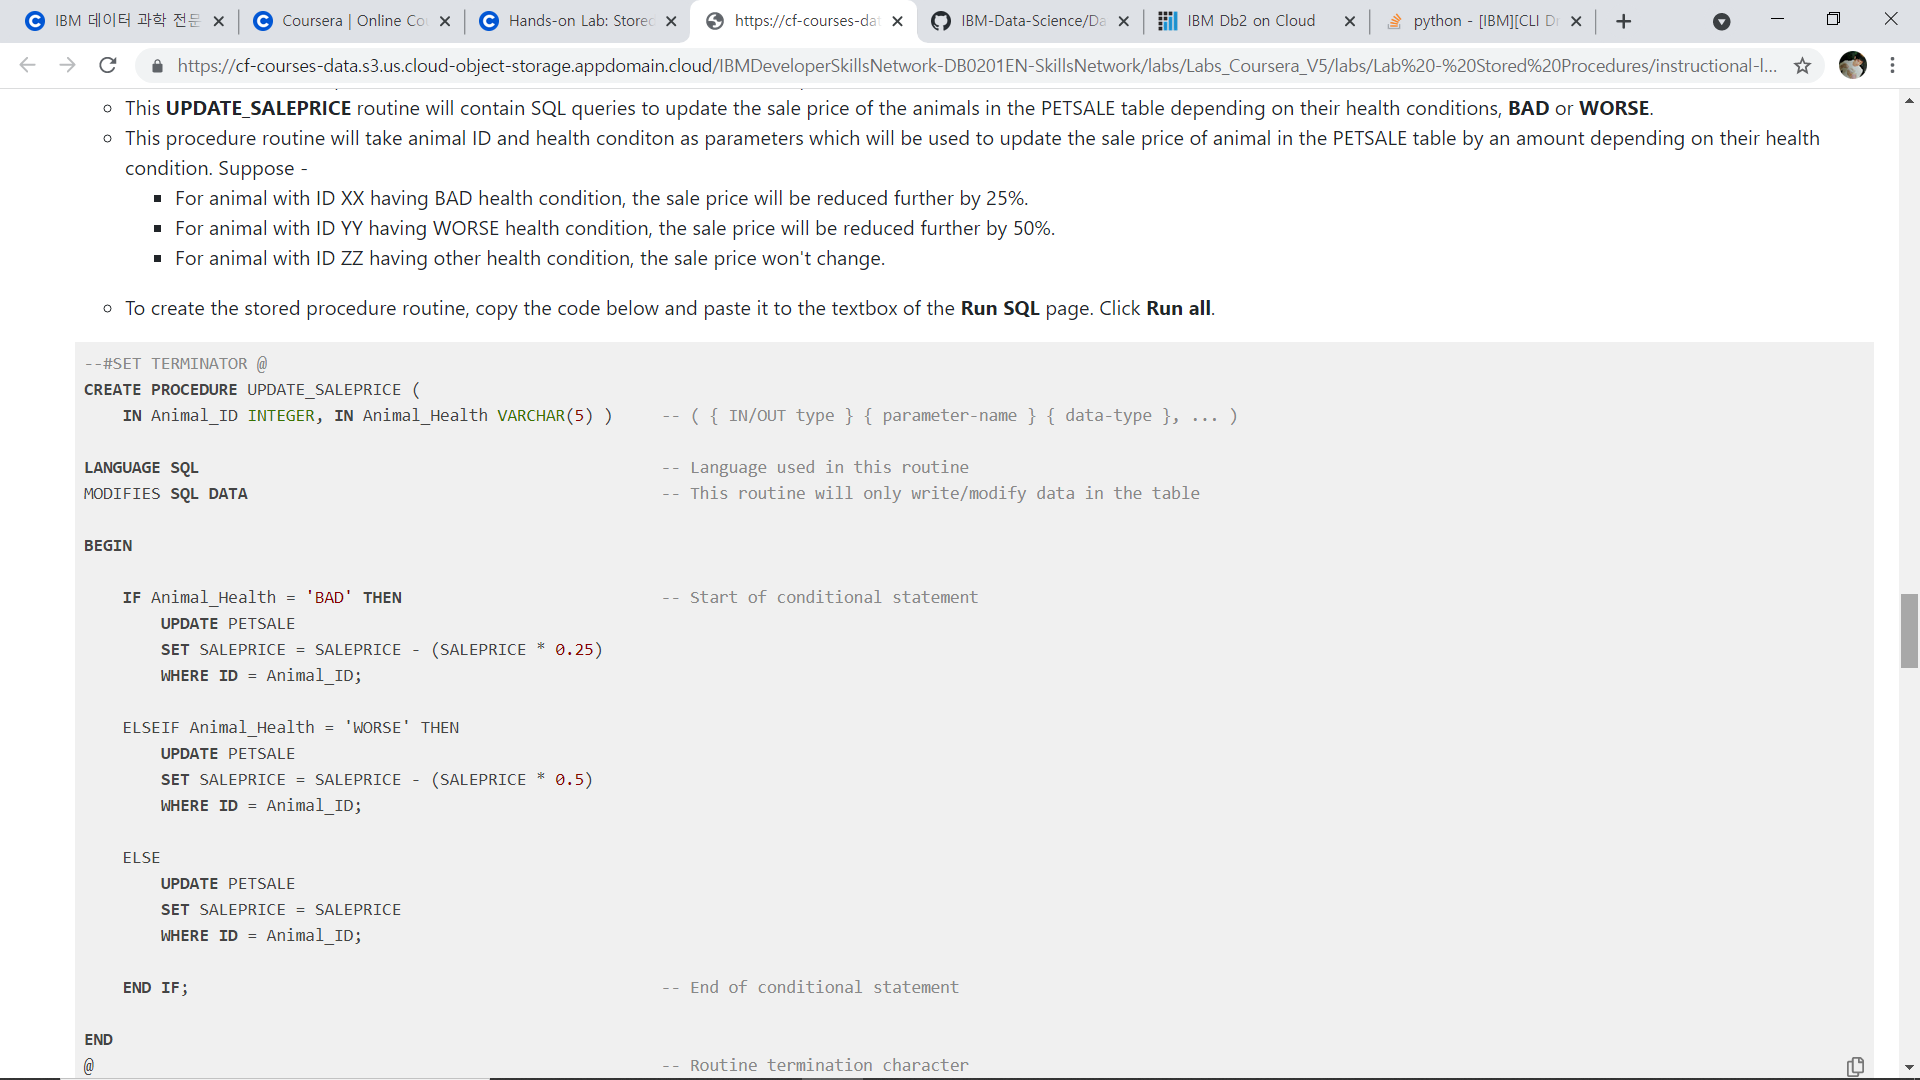 IBM 데이터 과학 전문
Coursera | Online Co
Hands-on Lab: Stored
https://cf-courses-da
IBM-Data-Science/Da
IBM Db2 on Cloud
python - [IBM][CLI D
https://cf-courses-data.s3.us.cloud-object-storage.appdomain.cloud/IBMDeveloperSkillsNetwork-DB0201EN-SkillsNetwork/labs/Labs_Coursera_V5/labs/Lab%20-%20Stored%20Procedures/instructional-l...
This UPDATE_SALEPRICE routine will contain SQL queries to update the sale price of the animals in the PETSALE table depending on their health conditions, BAD or WORSE.
This procedure routine will take animal ID and health conditon as parameters which will be used to update the sale price of animal in the PETSALE table by an amount depending on their health
condition. Suppose -
For animal with ID XX having BAD health condition, the sale price will be reduced further by 25%.
For animal with ID YY having WORSE health condition, the sale price will be reduced further by 50%.
For animal with ID ZZ having other health condition, the sale price won't change.
To create the stored procedure routine, copy the code below and paste it to the textbox of the Run SQL page. Click Run all.
--#SET TERMINATOR @
CREATE PROCEDURE UPDATE_SALEPRICE (
IN Animal_ID INTEGER, IN Animal_Health VARCHAR(5) ) -- ( { IN/OUT type } { parameter-name } { data-type }, ... )
LANGUAGE SQL -- Language used in this routine
MODIFIES SQL DATA -- This routine will only write/modify data in the table
BEGIN
IF Animal_Health = 'BAD' THEN -- Start of conditional statement
UPDATE PETSALE
SET SALEPRICE = SALEPRICE - (SALEPRICE * 0.25)
WHERE ID = Animal_ID;
ELSEIF Animal_Health = 'WORSE' THEN
UPDATE PETSALE
SET SALEPRICE = SALEPRICE - (SALEPRICE * 0.5)
WHERE ID = Animal_ID;
ELSE
UPDATE PETSALE
SET SALEPRICE = SALEPRICE
WHERE ID = Animal_ID;
END IF; -- End of conditional statement
END
@ -- Routine termination character